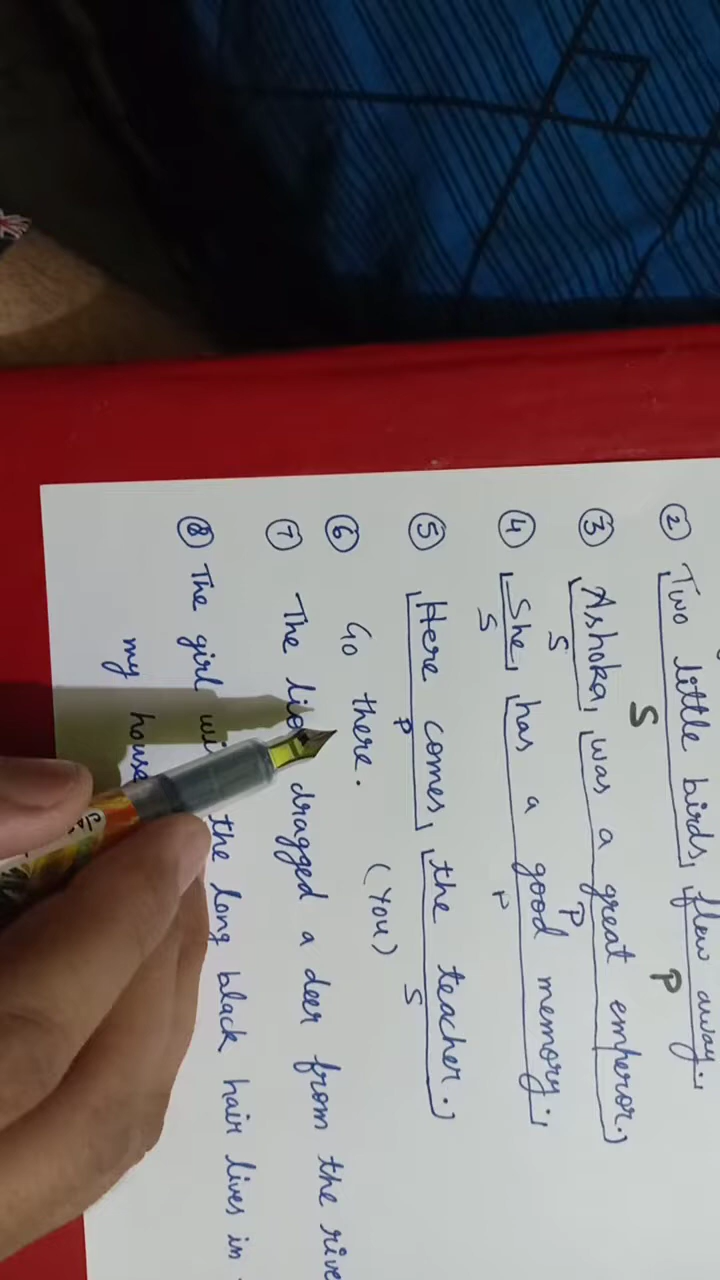 ② Two little birds, flew away.
S P
③ Ashoka, was a great emperor.
S P
④ She, has a good memory.
S P
⑤ Here comes, the teacher.
P S
⑥ Go there. (You)
⑦ The dragged a deer from the
⑧ The girl the long black hair lives in
my house